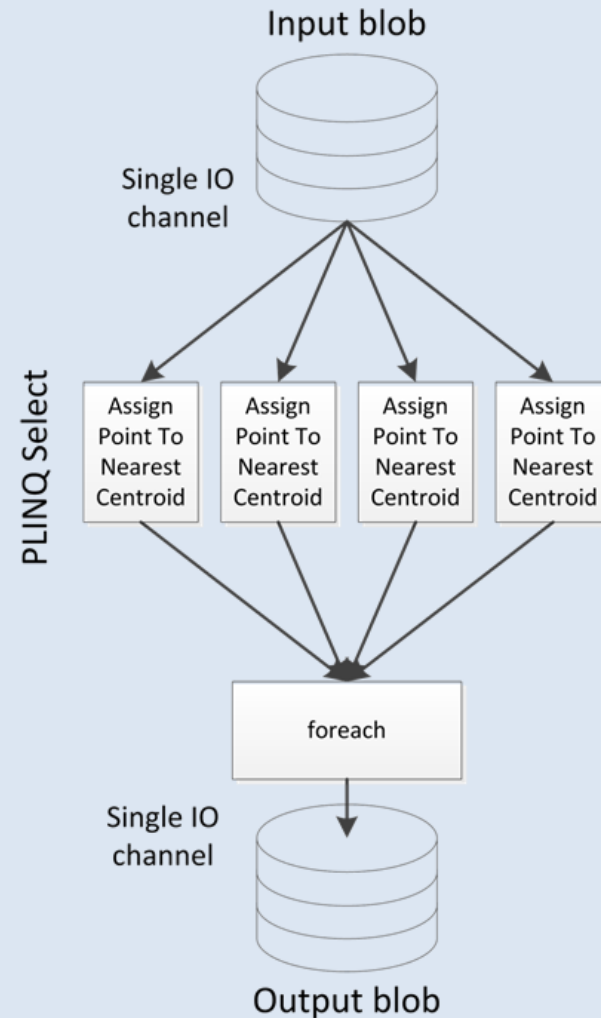 Input blob
Single IO
channel
PLINQ Select
Assign
Point To
Nearest
Centroid
Assign
Point To
Nearest
Centroid
Assign
Point To
Nearest
Centroid
Assign
Point To
Nearest
Centroid
foreach
Single IO
channel
Output blob